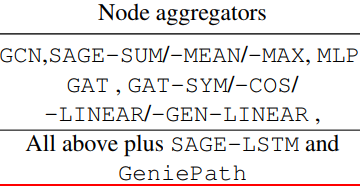 Node aggregators
GCN,SAGE-SUM/-MEAN/-MAX, MLP
GAT , GAT-SYM/-COS/
-LINEAR/-GEN-LINEAR ,
All above plus SAGE-LSTM and
GeniePath